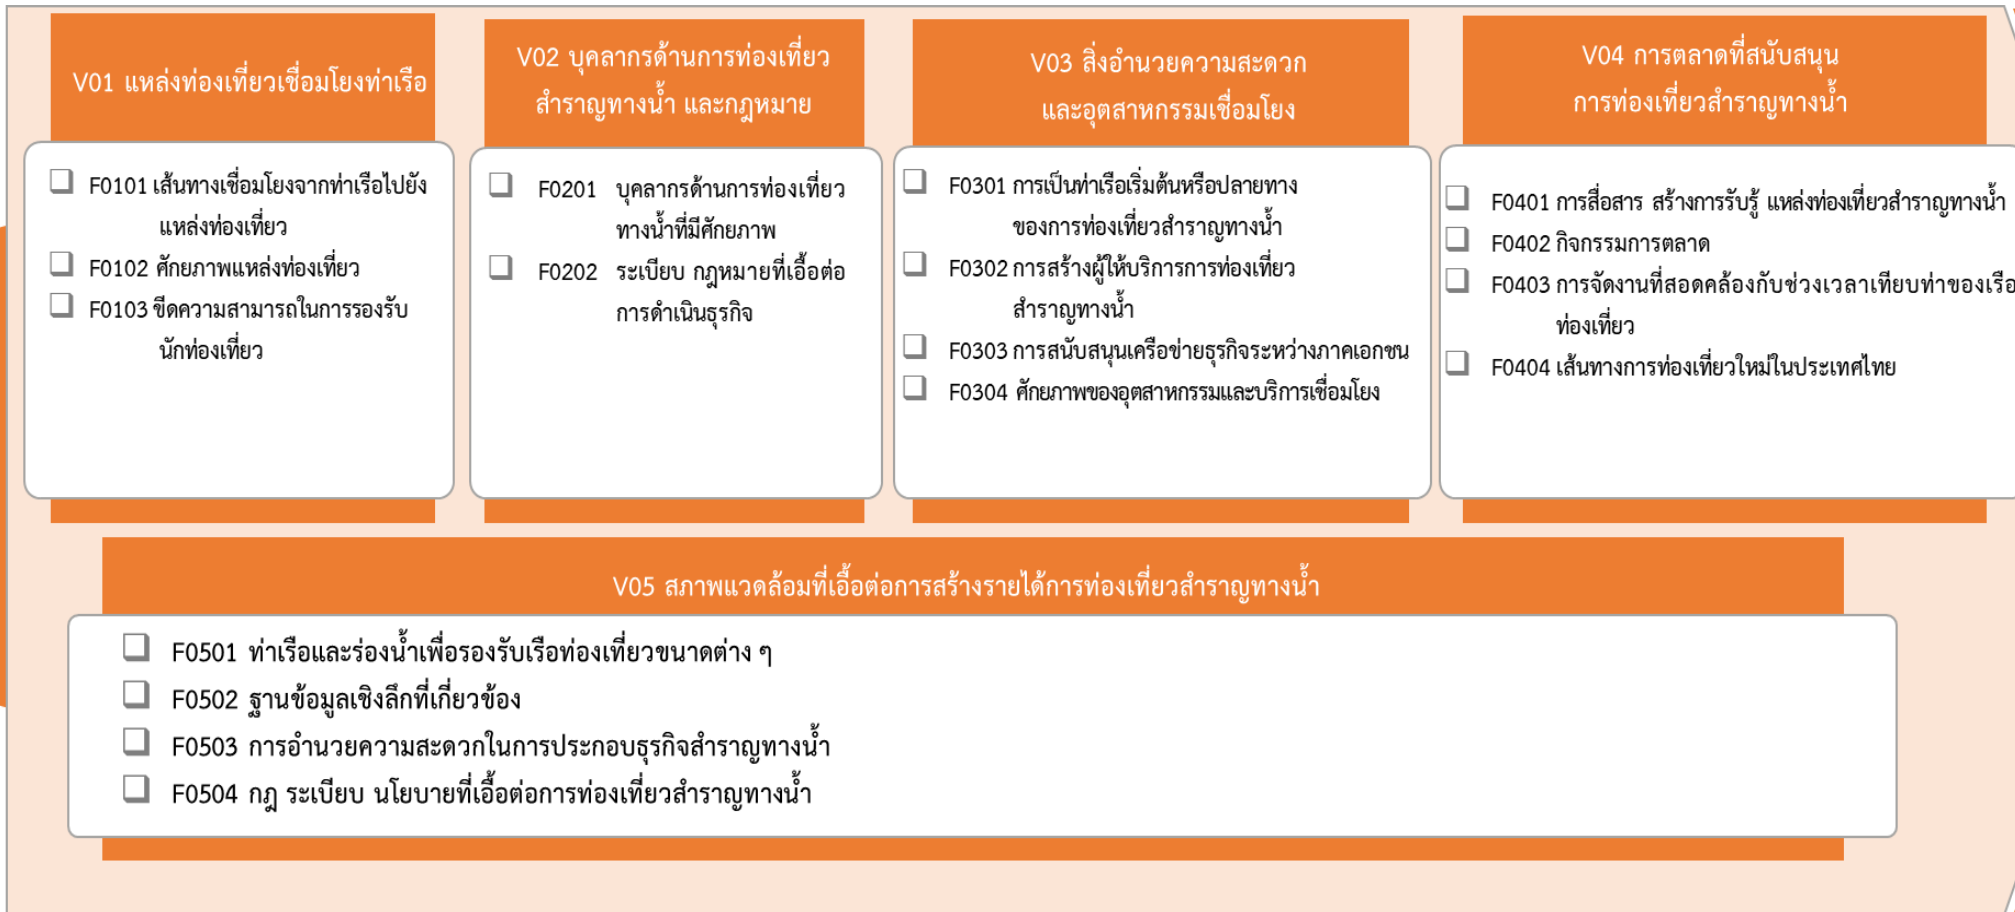 V01 แหล่งท่องเที่ยวเชื่อมโยงท่าเรือ
F0101 เส้นทางเชื่อมโยงจากท่าเรือไปยัง
แหล่งท่องเที่ยว
F0102 ศักยภาพแหล่งท่องเที่ยว
F0103 ขีดความสามารถในการรองรับ
นักท่องเที่ยว
V02 บุคลากรด้านการท่องเที่ยว
สำราญทางน้ำ และกฎหมาย
F0201 บุคลากรด้านการท่องเที่ยว
ทางน้ำที่มีศักยภาพ
F0202 ระเบียบ กฎหมายที่เอื้อต่อ
การดำเนินธุรกิจ
V03 สิ่งอำนวยความสะดวก
และอุตสาหกรรมเชื่อมโยง
F0301 การเป็นท่าเรือเริ่มต้นหรือปลายทาง
ของการท่องเที่ยวสำราญทางน้ำ
F0302 การสร้างผู้ให้บริการการท่องเที่ยว
สำราญทางน้ำ
F0303 การสนับสนุนเครือข่ายธุรกิจระหว่างภาคเอกชน
F0304 ศักยภาพของอุตสาหกรรมและบริการเชื่อมโยง
V04 การตลาดที่สนับสนุน
การท่องเที่ยวสำราญทางน้ำ
F0401 การสื่อสาร สร้างการรับรู้ แหล่งท่องเที่ยวสำราญทางน้ำ
F0402 กิจกรรมการตลาด
F0403 การจัดงานที่สอดคล้องกับช่วงเวลาเทียบท่าของเรือ
ท่องเที่ยว
F0404 เส้นทางการท่องเที่ยวใหม่ในประเทศไทย
V05 สภาพแวดล้อมที่เอื้อต่อการสร้างรายได้การท่องเที่ยวสำราญทางน้ำ
F0501 ท่าเรือและร่องน้ำเพื่อรองรับเรือท่องเที่ยวขนาดต่าง ๆ
F0502 ฐานข้อมูลเชิงลึกที่เกี่ยวข้อง
F0503 การอำนวยความสะดวกในการประกอบธุรกิจสำราญทางน้ำ
F0504 กฎ ระเบียบ นโยบายที่เอื้อต่อการท่องเที่ยวสำราญทางน้ำ